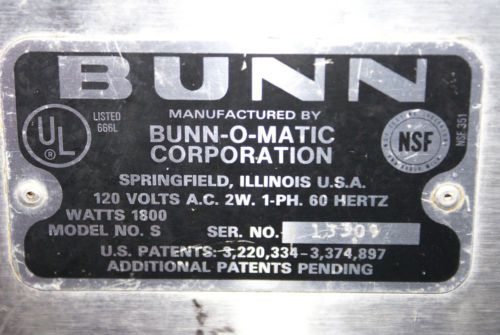 BUNN
MANUFACTURED BY
BUNN-O-MATIC
CORPORATION
UL
®
LISTED
666L
NSF
NSF 351
SPRINGFIELD, ILLINOIS U.S.A.
120 VOLTS A.C. 2W. 1-PH. 60 HERTZ
WATTS 1800
MODEL NO. S SER. NO.
U.S. PATENTS: 3,220,334-3,374,897
ADDITIONAL PATENTS PENDING